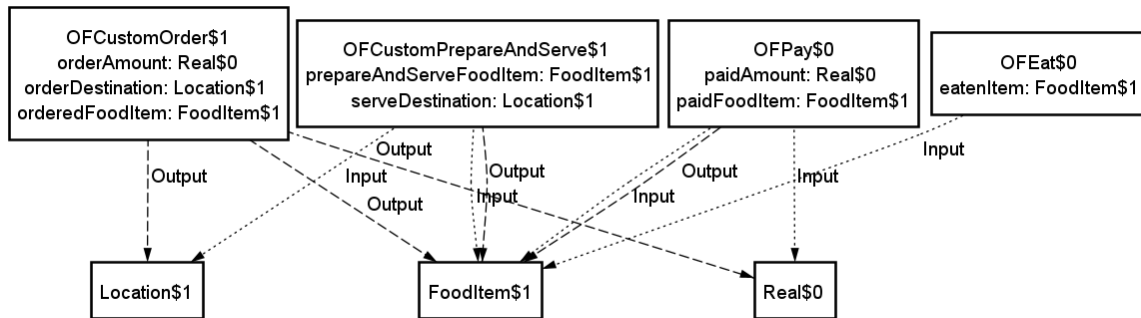 OFCustomOrder$1
orderAmount: Real$0
orderDestination: Location$1
orderedFoodItem: FoodItem$1
OFCustomPrepareAndServe$1
prepareAndServeFoodItem: FoodItem$1
serveDestination: Location$1
OFPay$0
paidAmount: Real$0
paidFoodItem: FoodItem$1
OFEat$0
eatenItem: FoodItem$1
Output
Input
Output
Output
Input
Output
Output
Input
Input
Input
Location$1
FoodItem$1
Real$0